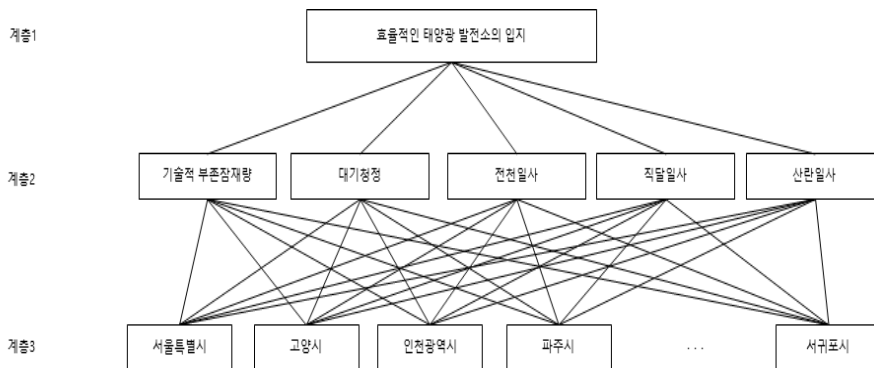 계층1
효율적인 태양광 발전소의 입지
계층2
기술적 부존잠재량
대기청정
전천일사
직달일사
산란일사
계층3
서울특별시
고양시
인천광역시
파주시
...
서귀포시